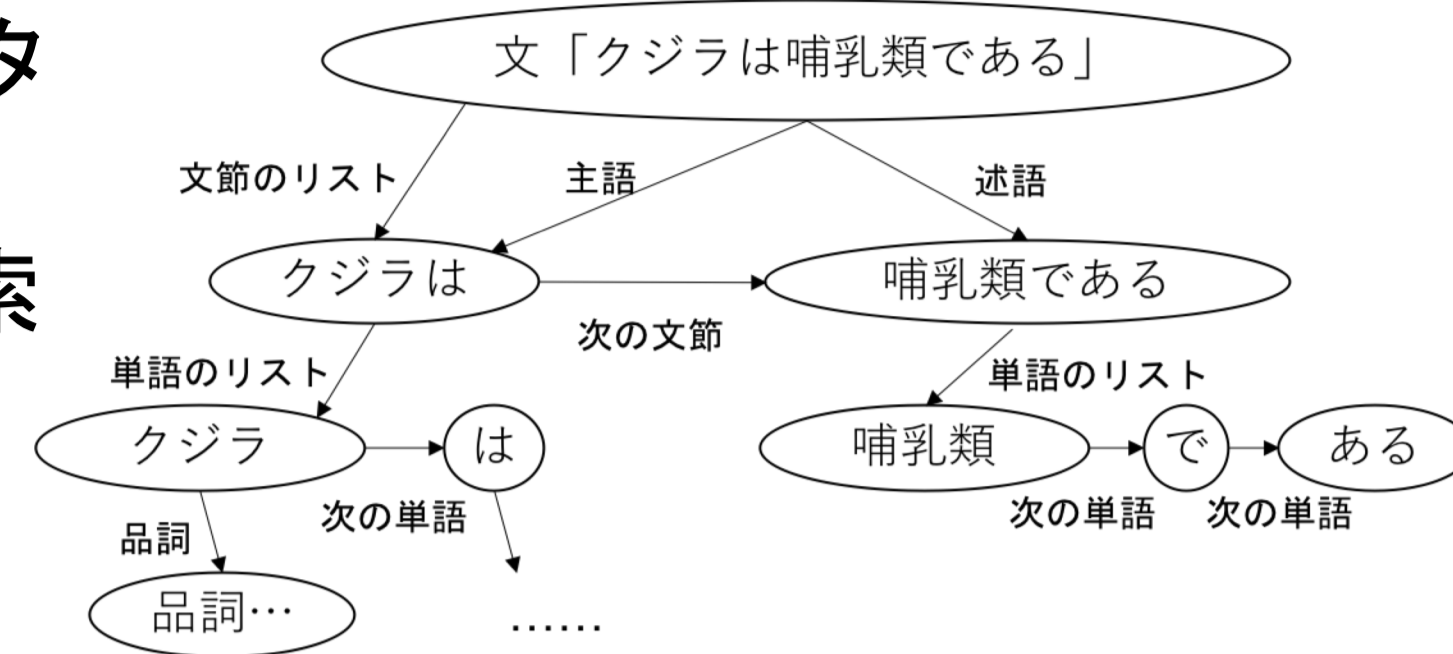 タ
文「クジラは哺乳類である」
文節のリスト
主語
述語
索
クジラは
哺乳類である
次の文節
単語のリスト
単語のリスト
クジラ
は
哺乳類
で
ある
次の単語
次の単語
次の単語
品詞
品詞…
……